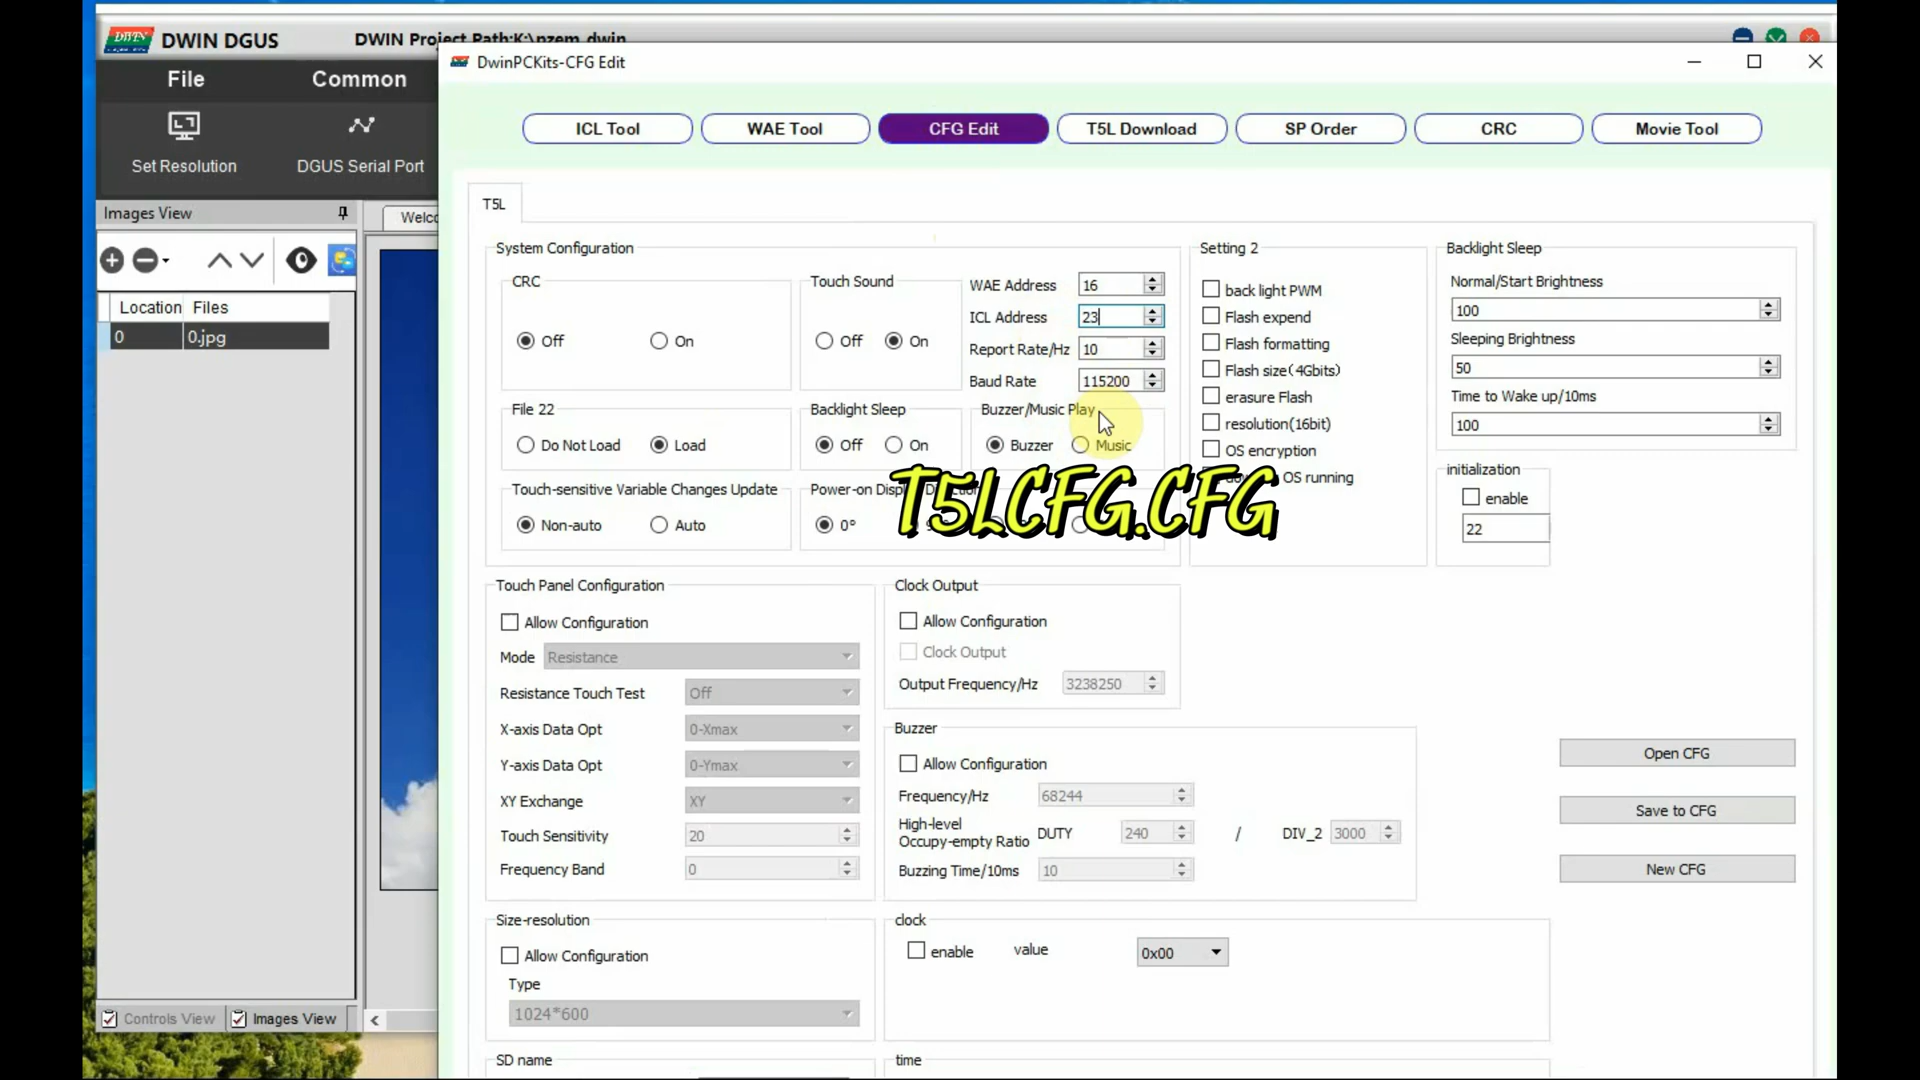 DWIN DGUS
DWIN Project Path:K:\pzem_dwin
DwinPCKits-CFG Edit
File
Common
ICL Tool
WAE Tool
CFG Edit
T5L Download
SP Order
CRC
Movie Tool
Set Resolution
DGUS Serial Port
Images View
T5L
Location Files
0 0.jpg
System Configuration
CRC
Off On
Touch Sound
Off On
WAE Address 16
ICL Address 23
Report Rate/Hz 10
Baud Rate 115200
File 22
Do Not Load Load
Backlight Sleep
Off On
Buzzer/Music Play
Buzzer Music
Touch-sensitive Variable Changes Update
Non-auto Auto
Power-on
0°
T5LCFG.CFG
Setting 2
back light PWM
Flash expend
Flash formatting
Flash size(4Gbits)
erasure Flash
resolution(16bit)
OS encryption
OS running
Backlight Sleep
Normal/Start Brightness
100
Sleeping Brightness
50
Time to Wake up/10ms
100
initialization
enable
22
Touch Panel Configuration
Allow Configuration
Mode Resistance
Resistance Touch Test Off
X-axis Data Opt 0-Xmax
Y-axis Data Opt 0-Ymax
XY Exchange XY
Touch Sensitivity 20
Frequency Band 0
Clock Output
Allow Configuration
Clock Output
Output Frequency/Hz 3238250
Buzzer
Allow Configuration
Frequency/Hz 68244
High-level
Occupy-empty Ratio DUTY 240 / DIV_2 3000
Buzzing Time/10ms 10
Open CFG
Save to CFG
New CFG
Size-resolution
Allow Configuration
Type
1024*600
clock
enable value 0x00
SD name
time
Controls View
Images View